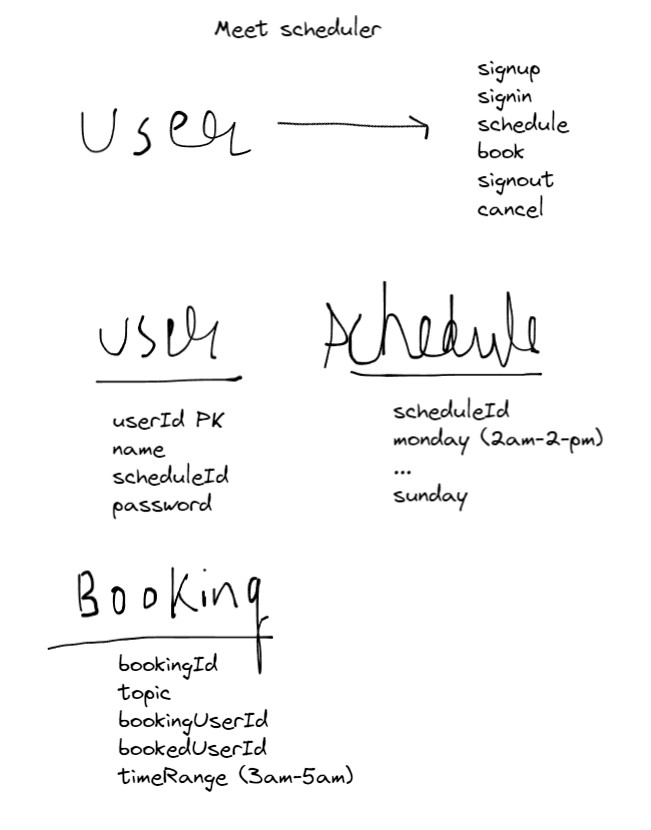 Meet scheduler
User
signup
signin
schedule
book
signout
cancel
user
schedule
userId PK
name
scheduleId
password
scheduleId
monday (2am-2-pm)
...
sunday
Booking
bookingId
topic
bookingUserId
bookedUserId
timeRange (3am-5am)